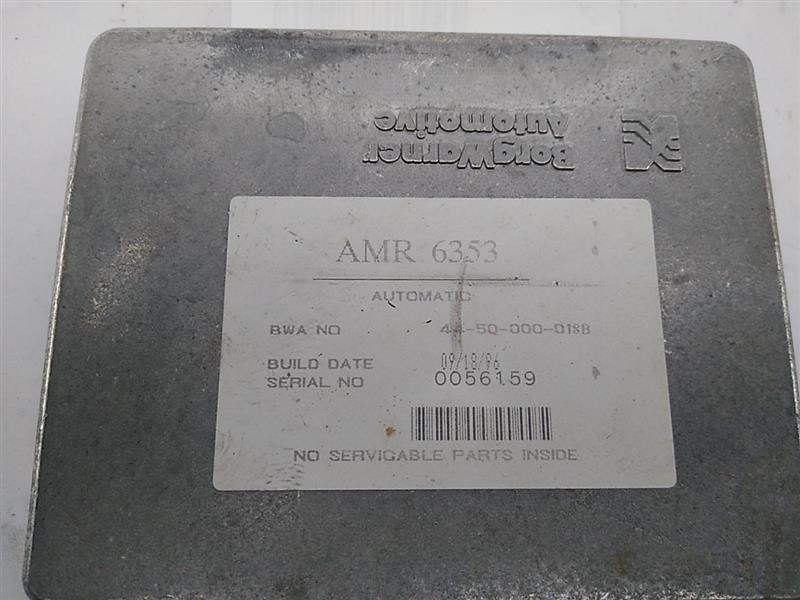 BorgWarner
Automotive
AMR 6353
AUTOMATIC
BWA NO 44-50-000-018B
BUILD DATE 09/18/96
SERIAL NO 0056159
NO SERVICABLE PARTS INSIDE